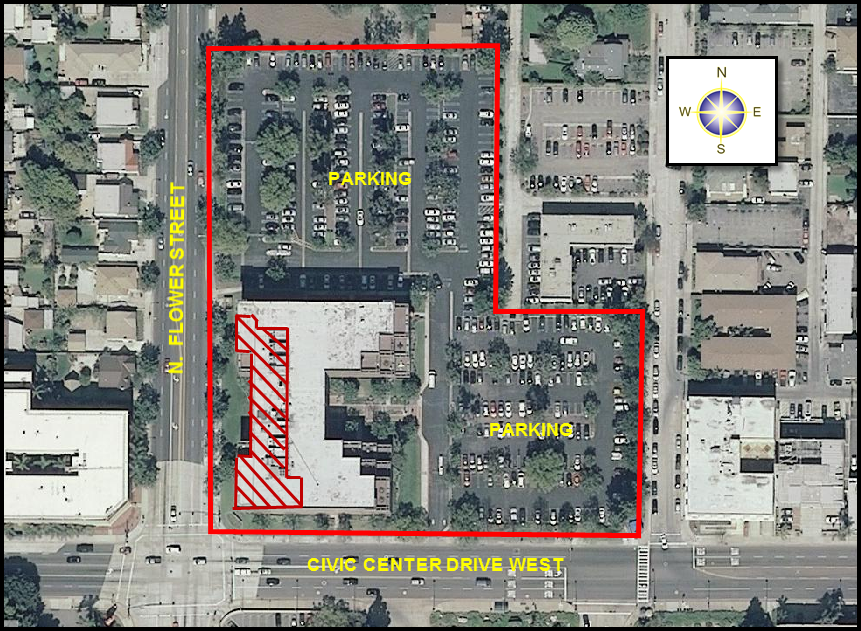 N
W E
S
PARKING
N. FLOWER STREET
PARKING
CIVIC CENTER DRIVE WEST